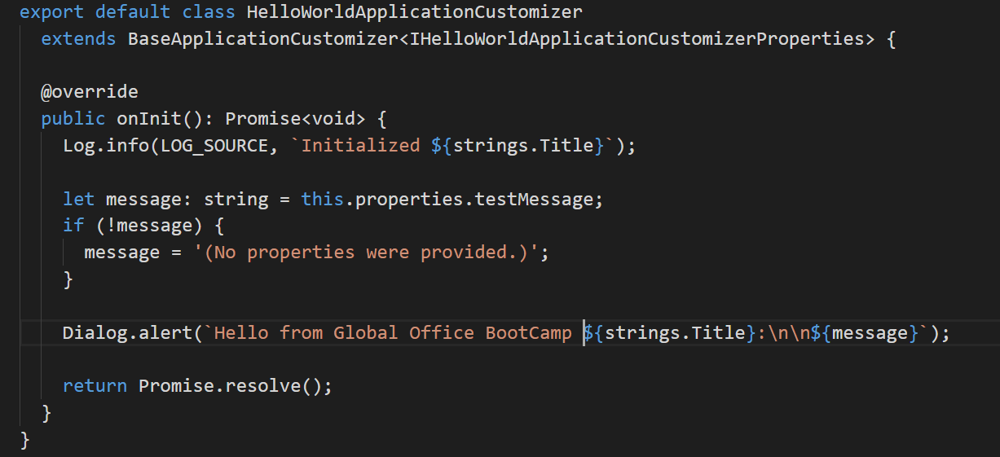 export default class HelloWorldApplicationCustomizer
  extends BaseApplicationCustomizer<IHelloWorldApplicationCustomizerProperties> {

  @override
  public onInit(): Promise<void> {
    Log.info(LOG_SOURCE, `Initialized ${strings.Title}`);

    let message: string = this.properties.testMessage;
    if (!message) {
      message = '(No properties were provided.)';
    }

    Dialog.alert(`Hello from Global Office BootCamp ${strings.Title}:\n\n${message}`);

    return Promise.resolve();
  }
}